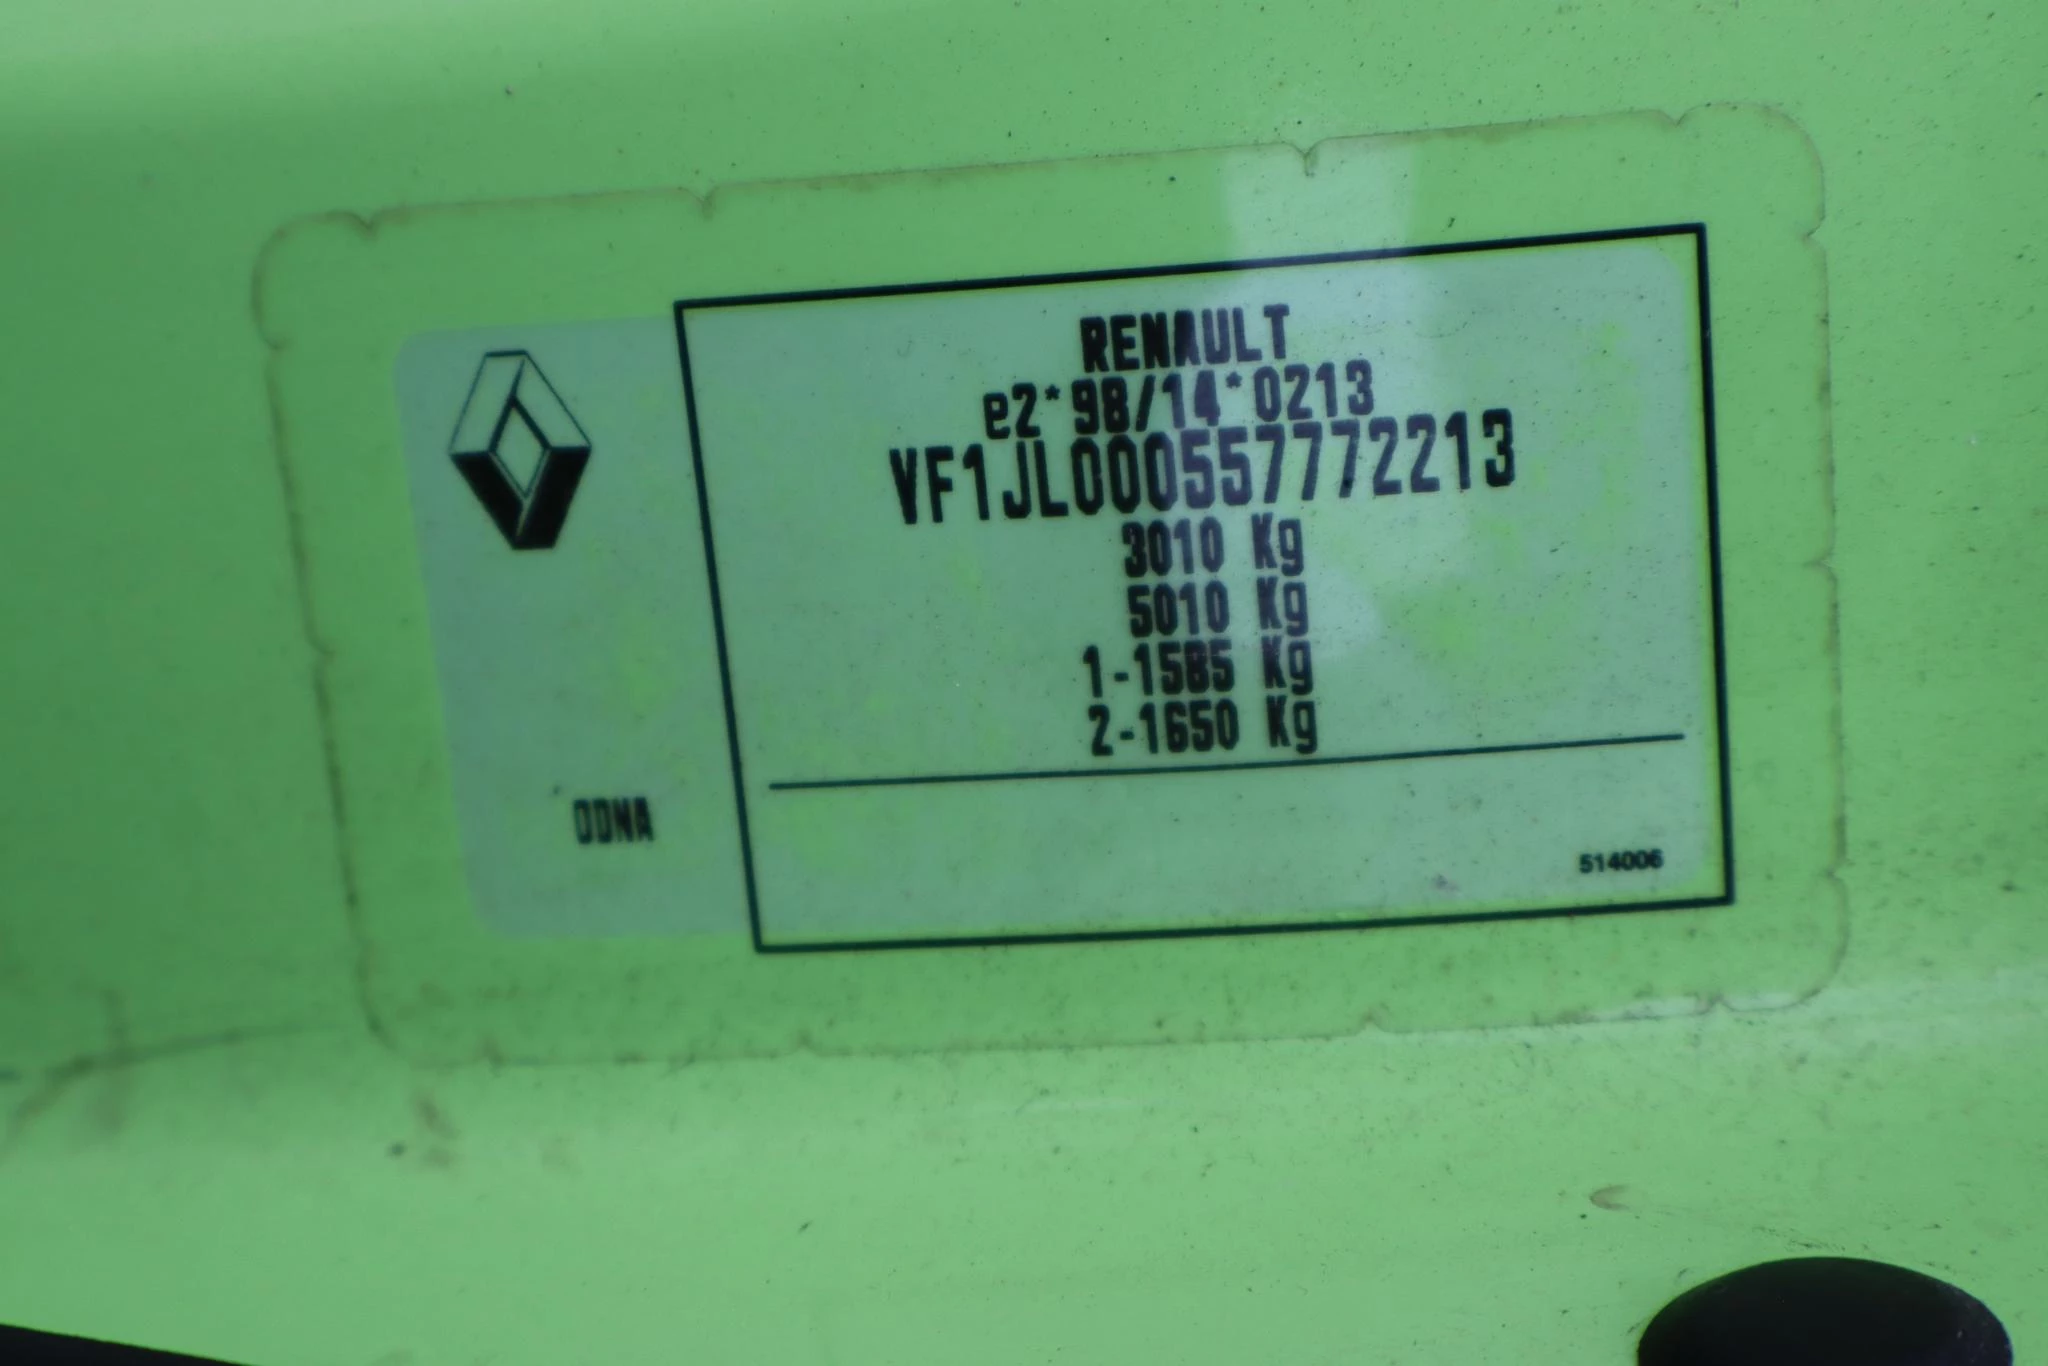 RENAULT
e2*98/14*0213
VF1JL000557772213
3010 Kg
5010 Kg
1-1585 Kg
2-1650 Kg
ODNA
514006